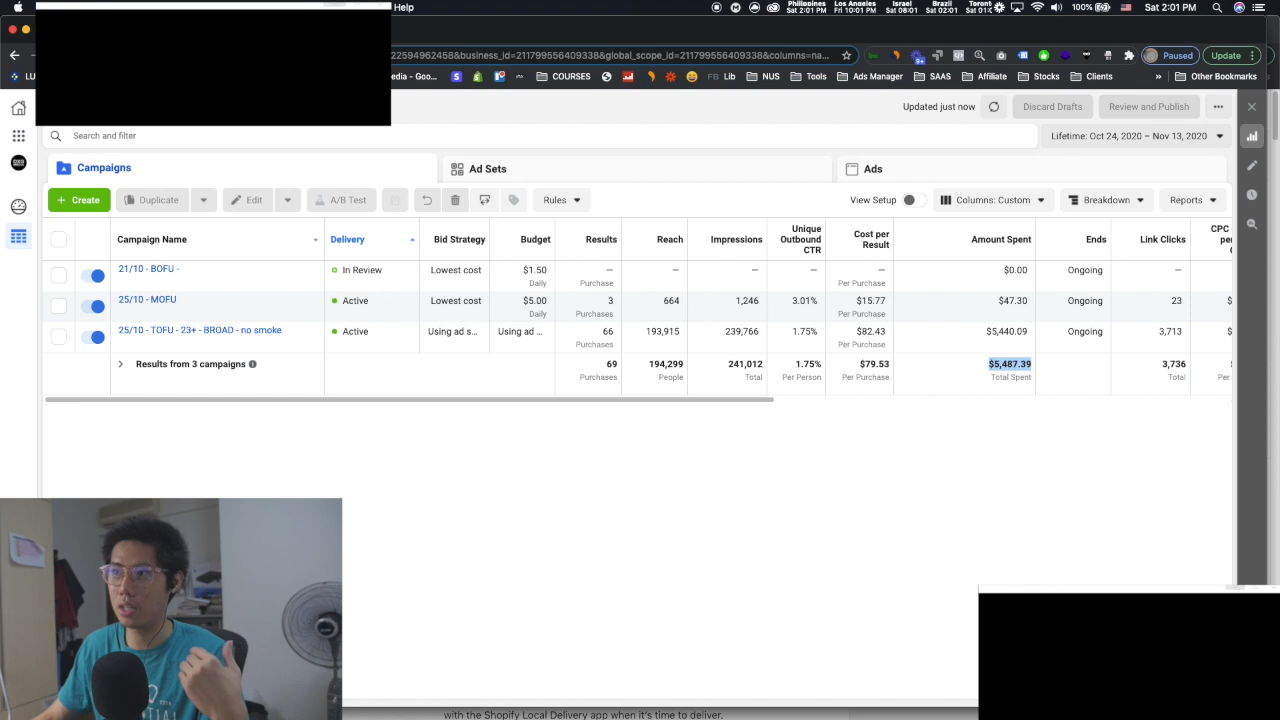 Help
Philippines Los Angeles Israel Brazil Toront
Sat 2:01 PM Fri 10:01 PM Sat 08:01 Sat 03:01 Sat 01:0 100% Sat 2:01 PM
22594962458&business_id=211799556409338&global_scope_id=211799556409338&columns=na...
Paused Update
LU
edia - Goo... COURSES FB Lib NUS Tools Ads Manager SAAS Affiliate Stocks Clients » Other Bookmarks
Updated just now Discard Drafts Review and Publish
Search and filter Lifetime: Oct 24, 2020 – Nov 13, 2020
Campaigns Ad Sets Ads
+ Create Duplicate Edit A/B Test Rules View Setup Columns: Custom Breakdown Reports
Campaign Name Delivery Bid Strategy Budget Results Reach Impressions Unique Outbound CTR Cost per Result Amount Spent Ends Link Clicks CPC
21/10 - BOFU - In Review Lowest cost $1.50 — — — — — $0.00 Ongoing —
Daily Purchase Per Purchase
25/10 - MOFU Active Lowest cost $5.00 3 664 1,246 3.01% $15.77 $47.30 Ongoing 23 $
Daily Purchases Per Purchase
25/10 - TOFU - 23+ - BROAD - no smoke Active Using ad s... Using ad ... 66 193,915 239,766 1.75% $82.43 $5,440.09 Ongoing 3,713 $
Purchases Per Purchase
Results from 3 campaigns 69 194,299 241,012 1.75% $79.53 $5,487.39 3,736 $
Purchases People Total Per Person Per Purchase Total Spent Total Per
with the Shopify Local Delivery app when it's time to deliver.